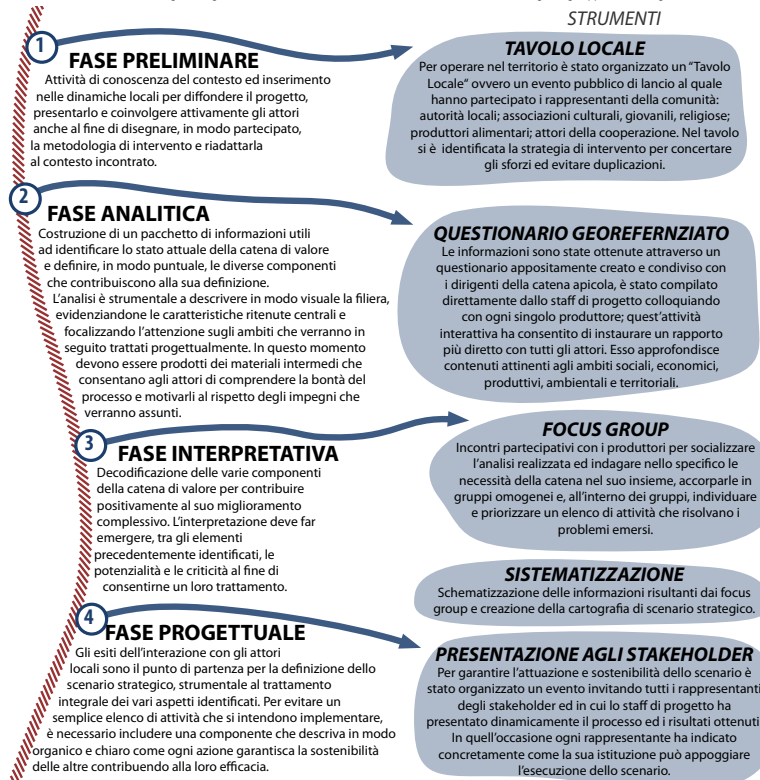 STRUMENTI
1
FASE PRELIMINARE
Attività di conoscenza del contesto ed inserimento
nelle dinamiche locali per diffondere il progetto,
presentarlo e coinvolgere attivamente gli attori
anche al fine di disegnare, in modo partecipato,
la metodologia di intervento e riadattarla
al contesto incontrato.
TAVOLO LOCALE
Per operare nel territorio è stato organizzato un "Tavolo
Locale" ovvero un evento pubblico di lancio al quale
hanno partecipato i rappresentanti della comunità:
autorità locali; associazioni culturali, giovanili, religiose;
produttori alimentari; attori della cooperazione. Nel tavolo
si è identificata la strategia di intervento per concertare
gli sforzi ed evitare duplicazioni.
2
FASE ANALITICA
Costruzione di un pacchetto di informazioni utili
ad identificare lo stato attuale della catena di valore
e definire, in modo puntuale, le diverse componenti
che contribuiscono alla sua definizione.
L'analisi è strumentale a descrivere in modo visuale la filiera,
evidenziandone le caratteristiche ritenute centrali e
focalizzando l'attenzione sugli ambiti che verranno in
seguito trattati progettualmente. In questo momento
devono essere prodotti dei materiali intermedi che
consentano agli attori di comprendere la bontà del
processo e motivarli al rispetto degli impegni che
verranno assunti.
QUESTIONARIO GEOREFERNZIATO
Le informazioni sono state ottenute attraverso un
questionario appositamente creato e condiviso con
i dirigenti della catena apicola, è stato compilato
direttamente dallo staff di progetto colloquiando
con ogni singolo produttore; quest'attività
interattiva ha consentito di instaurare un rapporto
più diretto con tutti gli attori. Esso approfondisce
contenuti attinenti agli ambiti sociali, economici,
produttivi, ambientali e territoriali.
3
FASE INTERPRETATIVA
Decodificazione delle varie componenti
della catena di valore per contribuire
positivamente al suo miglioramento
complessivo. L'interpretazione deve far
emergere, tra gli elementi
precedentemente identificati, le
potenzialità e le criticità al fine di
consentirne un loro trattamento.
FOCUS GROUP
Incontri partecipativi con i produttori per socializzare
l'analisi realizzata ed indagare nello specifico le
necessità della catena nel suo insieme, accorparle in
gruppi omogenei e, all'interno dei gruppi, individuare
e priorizzare un elenco di attività che risolvano i
problemi emersi.
SISTEMATIZZAZIONE
Schematizzazione delle informazioni risultanti dai focus
group e creazione della cartografia di scenario strategico.
4
FASE PROGETTUALE
Gli esiti dell'interazione con gli attori
locali sono il punto di partenza per la definizione dello
scenario strategico, strumentale al trattamento
integrale dei vari aspetti identificati. Per evitare un
semplice elenco di attività che si intendono implementare,
è necessario includere una componente che descriva in modo
organico e chiaro come ogni azione garantisca la sostenibilità
delle altre contribuendo alla loro efficacia.
PRESENTAZIONE AGLI STAKEHOLDER
Per garantire l'attuazione e sostenibilità dello scenario è
stato organizzato un evento invitando tutti i rappresentanti
degli stakeholder ed in cui lo staff di progetto ha
presentato dinamicamente il processo ed i risultati ottenuti.
In quell'occasione ogni rappresentante ha indicato
concretamente come la sua istituzione può appoggiare
l'esecuzione dello scenario.